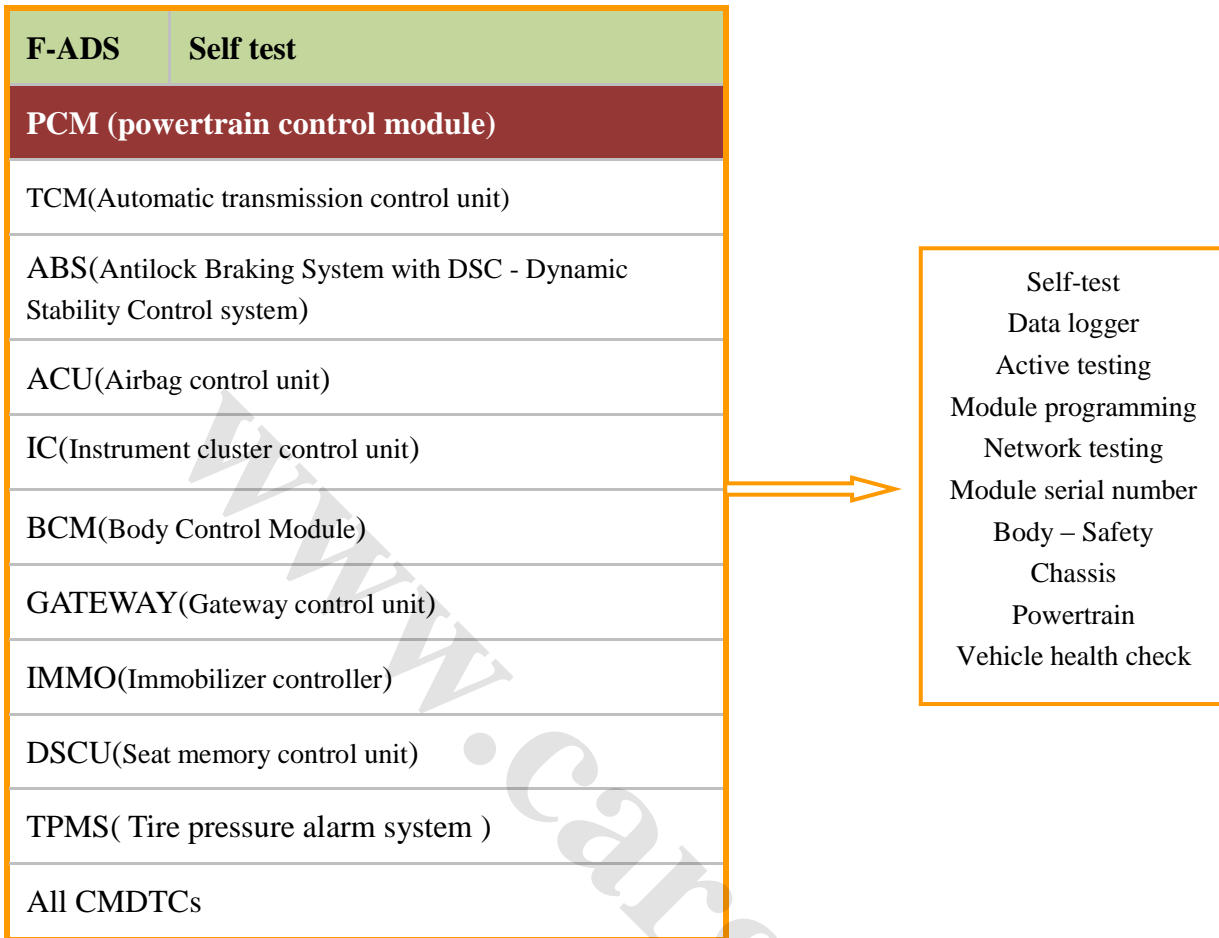 F-ADS Self test
PCM (powertrain control module)
TCM(Automatic transmission control unit)
ABS(Antilock Braking System with DSC - Dynamic
Stability Control system)
ACU(Airbag control unit)
IC(Instrument cluster control unit)
BCM(Body Control Module)
GATEWAY(Gateway control unit)
IMMO(Immobilizer controller)
DSCU(Seat memory control unit)
TPMS( Tire pressure alarm system )
All CMDTCs
Self-test
Data logger
Active testing
Module programming
Network testing
Module serial number
Body – Safety
Chassis
Powertrain
Vehicle health check